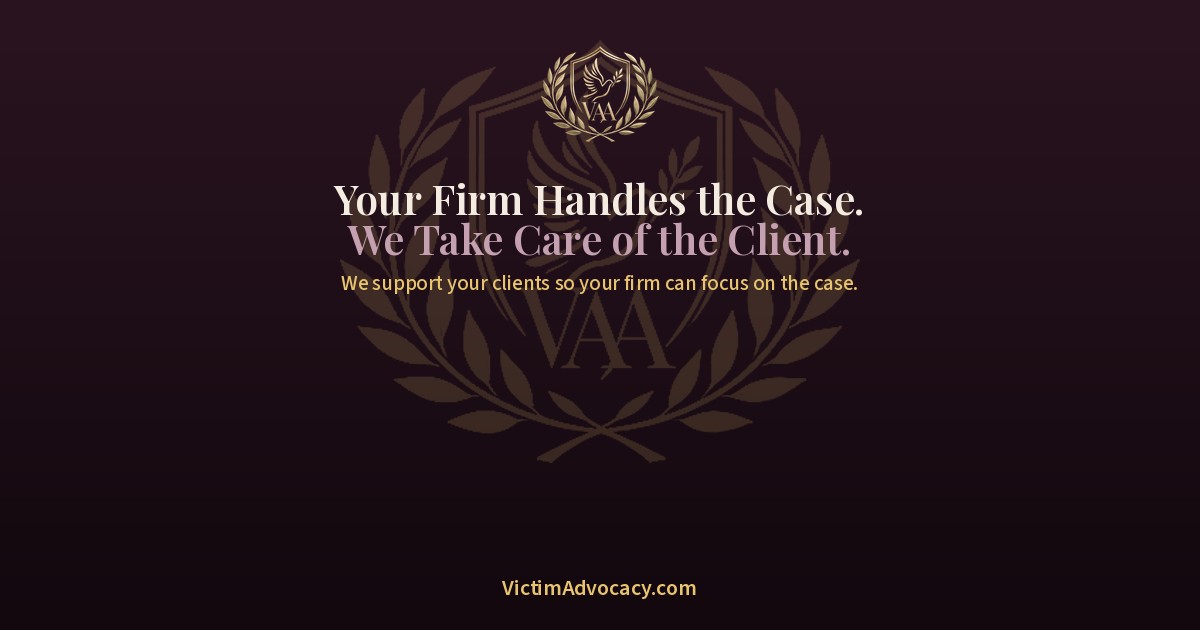 VAA
Your Firm Handles the Case.
We Take Care of the Client.
We support your clients so your firm can focus on the case.
VAA
VictimAdvocacy.com